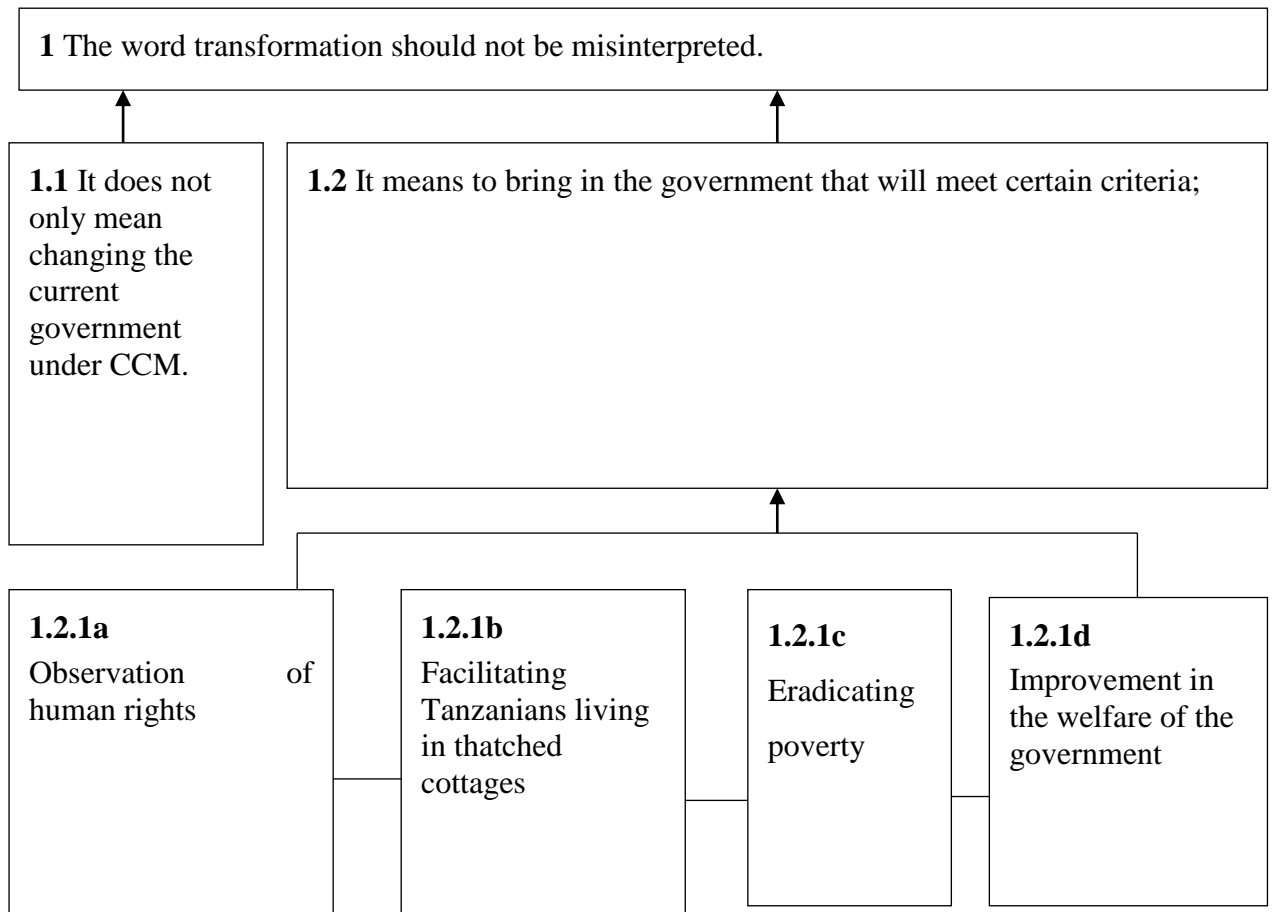 1 The word transformation should not be misinterpreted.
1.1 It does not
only mean
changing the
current
government
under CCM.
1.2 It means to bring in the government that will meet certain criteria;
1.2.1a
Observation of
human rights
1.2.1b
Facilitating
Tanzanians living
in thatched
cottages
1.2.1c
Eradicating
poverty
1.2.1d
Improvement in
the welfare of the
government